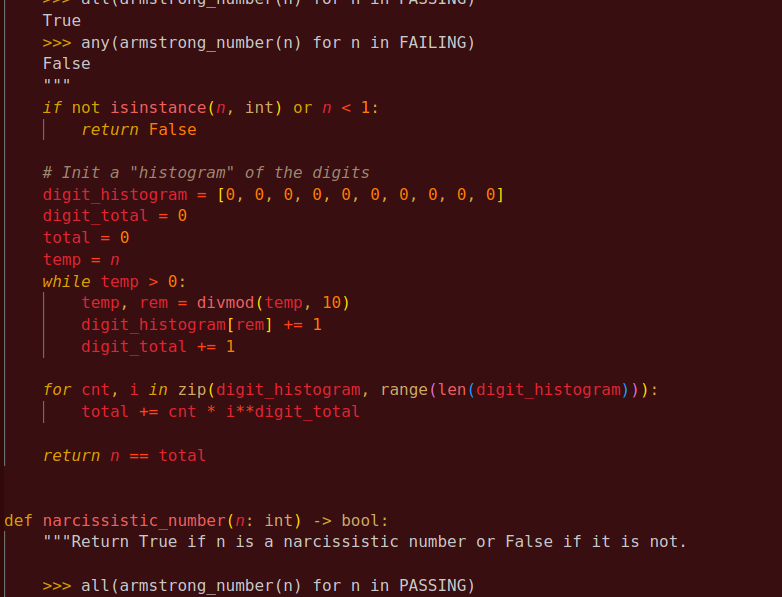 >>> all(armstrong_number(n) for n in PASSING)
True
>>> any(armstrong_number(n) for n in FAILING)
False
"""
if not isinstance(n, int) or n < 1:
return False
# Init a "histogram" of the digits
digit_histogram = [0, 0, 0, 0, 0, 0, 0, 0, 0, 0]
digit_total = 0
total = 0
temp = n
while temp > 0:
temp, rem = divmod(temp, 10)
digit_histogram[rem] += 1
digit_total += 1
for cnt, i in zip(digit_histogram, range(len(digit_histogram))):
total += cnt * i**digit_total
return n == total
def narcissistic_number(n: int) -> bool:
"""Return True if n is a narcissistic number or False if it is not.
>>> all(armstrong_number(n) for n in PASSING)